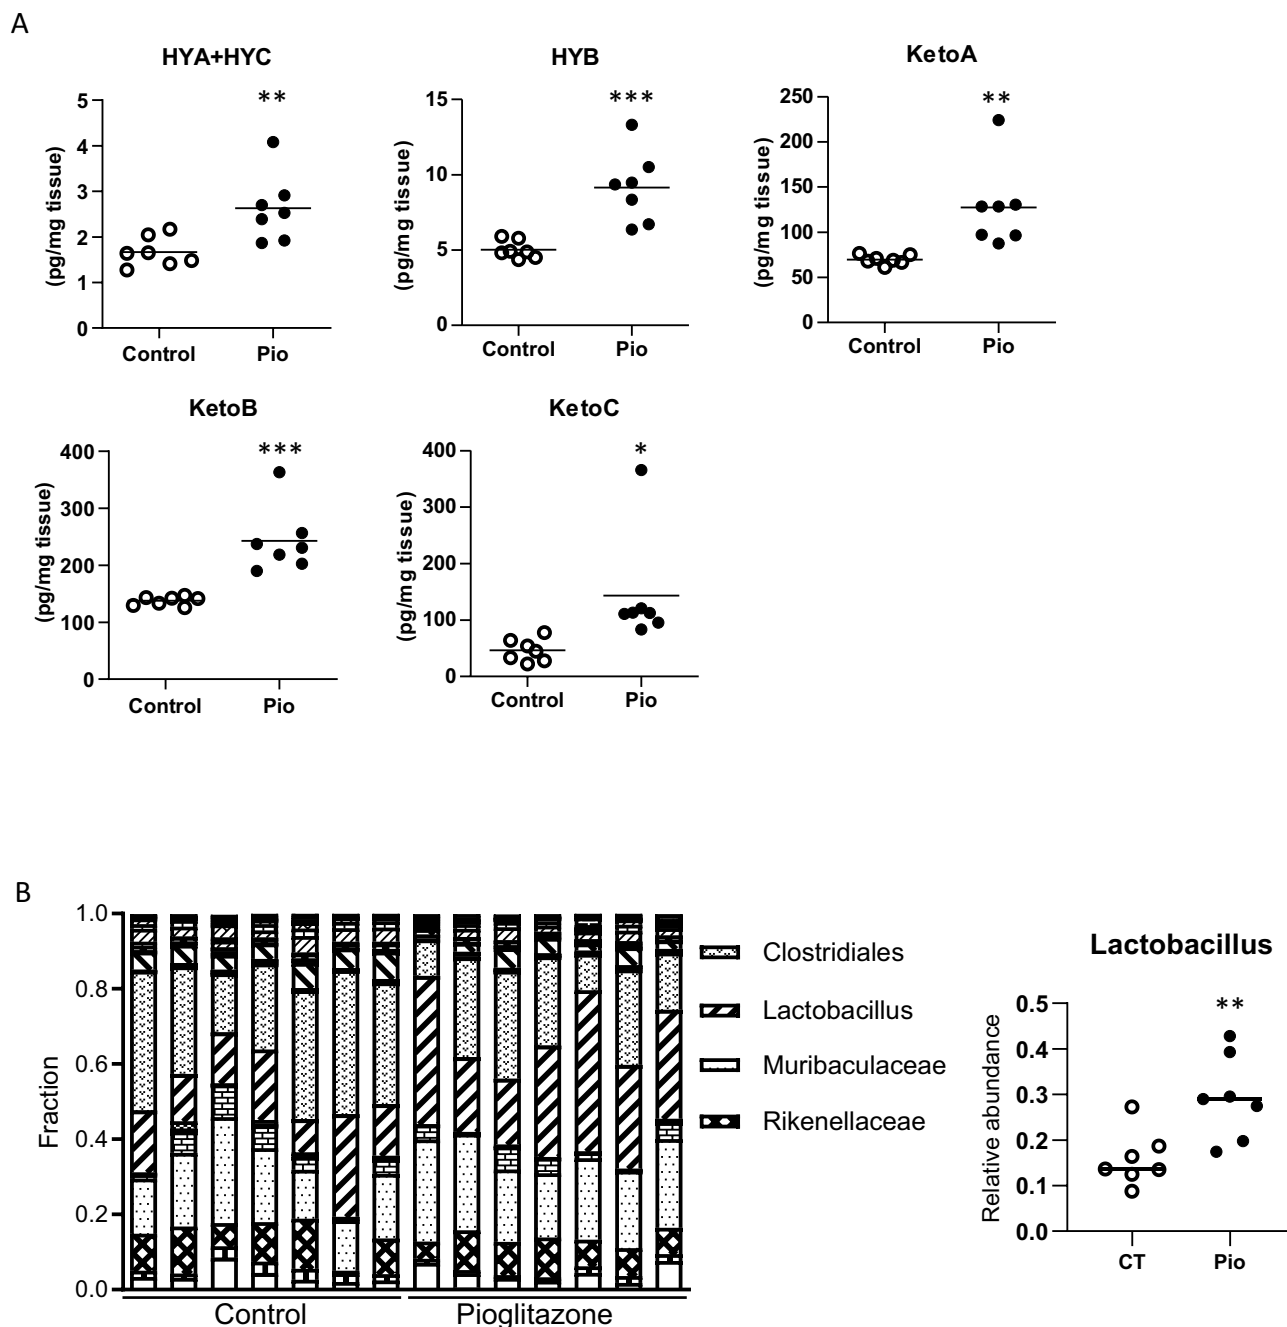 A
HYA+HYC
HYB
KetoA
**
***
**
(pg/mg tissue)
5
4
3
2
1
0
Control
Pio
(pg/mg tissue)
15
10
5
0
Control
Pio
(pg/mg tissue)
250
200
150
100
50
0
Control
Pio
KetoB
KetoC
***
*
(pg/mg tissue)
400
300
200
100
0
Control
Pio
(pg/mg tissue)
400
300
200
100
0
Control
Pio
B
Fraction
1.0
0.8
0.6
0.4
0.2
0.0
Control
Pioglitazone
Clostridiales
Lactobacillus
Muribaculaceae
Rikenellaceae
Lactobacillus
**
Relative abundance
0.5
0.4
0.3
0.2
0.1
0.0
CT
Pio